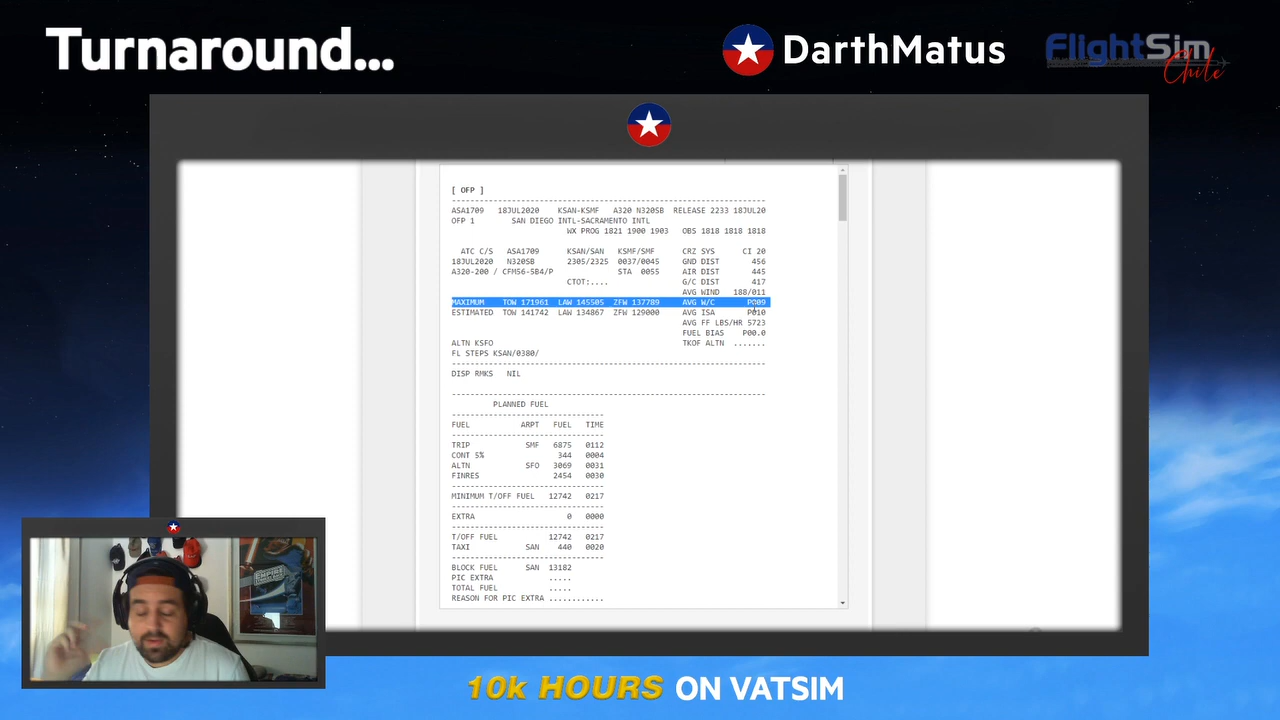 Turnaround...
DarthMatus
FlightSim
Chile
[ OFP ]
--------------------------------------------------------------------
ASA1709 18JUL2020 KSAN-KSMF A320 N320SB RELEASE 2233 18JUL20
OFP 1 SAN DIEGO INTL-SACRAMENTO INTL
WX PROG 1821 1900 1903 OBS 1818 1818 1818
ATC C/S ASA1709 KSAN/SAN KSMF/SMF CRZ SYS CI 20
18JUL2020 N320SB 2305/2325 0037/0045 GND DIST 456
A320-200 / CFM56-5B4/P STA 0055 AIR DIST 445
CTOT:.... G/C DIST 417
AVG WIND 188/011
MAXIMUM TOW 171961 LAW 145505 ZFW 137789 AVG W/C P009
ESTIMATED TOW 141742 LAW 134867 ZFW 129000 AVG ISA P010
AVG FF LBS/HR 5723
FUEL BIAS P00.0
ALTN KSFO TKOF ALTN .......
FL STEPS KSAN/0380/
--------------------------------------------------------------------
DISP RMKS NIL
--------------------------------------------------------------------
PLANNED FUEL
---------------------------------
FUEL ARPT FUEL TIME
---------------------------------
TRIP SMF 6875 0112
CONT 5% 344 0004
ALTN SFO 3069 0031
FINRES 2454 0030
---------------------------------
MINIMUM T/OFF FUEL 12742 0217
---------------------------------
EXTRA 0 0000
---------------------------------
T/OFF FUEL 12742 0217
TAXI SAN 440 0020
---------------------------------
BLOCK FUEL SAN 13182
PIC EXTRA .....
TOTAL FUEL .....
REASON FOR PIC EXTRA ............
EMPIRE
10k HOURS ON VATSIM